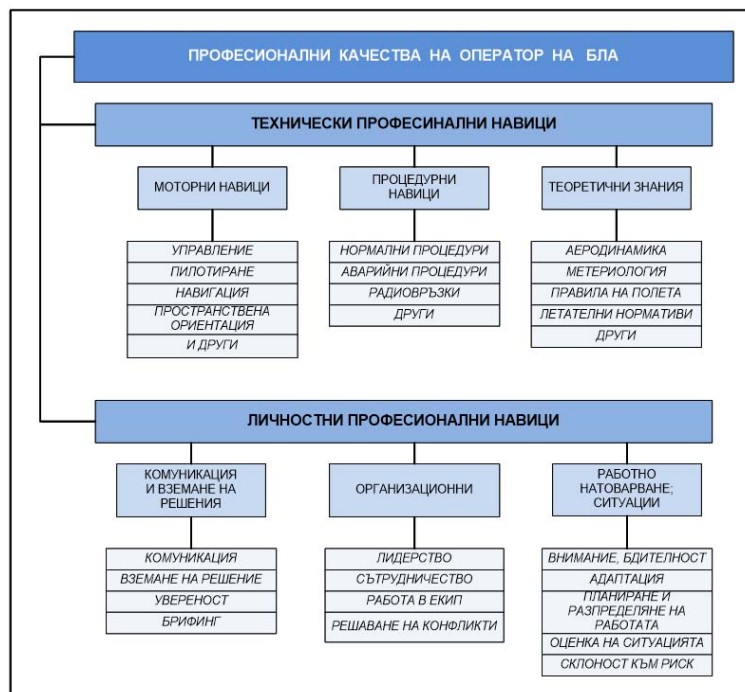 ПРОФЕСИОНАЛНИ КАЧЕСТВА НА ОПЕРАТОР НА БЛА
ТЕХНИЧЕСКИ ПРОФЕСИНАЛНИ НАВИЦИ
МОТОРНИ НАВИЦИ
УПРАВЛЕНИЕ
ПИЛОТИРАНЕ
НАВИГАЦИЯ
ПРОСТРАНСТВЕНА
ОРИЕНТАЦИЯ
И ДРУГИ
ПРОЦЕДУРНИ
НАВИЦИ
НОРМАЛНИ ПРОЦЕДУРИ
АВАРИЙНИ ПРОЦЕДУРИ
РАДИОВРЪЗКИ
ДРУГИ
ТЕОРЕТИЧНИ ЗНАНИЯ
АЕРОДИНАМИКА
МЕТЕРИОЛОГИЯ
ПРАВИЛА НА ПОЛЕТА
ЛЕТАТЕЛНИ НОРМАТИВИ
ДРУГИ
ЛИЧНОСТНИ ПРОФЕСИОНАЛНИ НАВИЦИ
КОМУНИКАЦИЯ
И ВЗЕМАНЕ НА
РЕШЕНИЯ
КОМУНИКАЦИЯ
ВЗЕМАНЕ НА РЕШЕНИЕ
УВЕРЕНОСТ
БРИФИНГ
ОРГАНИЗАЦИОННИ
ЛИДЕРСТВО
СЪТРУДНИЧЕСТВО
РАБОТА В ЕКИП
РЕШАВАНЕ НА КОНФЛИКТИ
РАБОТНО
НАТОВАРВАНЕ;
СИТУАЦИИ
ВНИМАНИЕ, БДИТЕЛНОСТ
АДАПТАЦИЯ
ПЛАНИРАНЕ И
РАЗПРЕДЕЛЯНЕ НА
РАБОТАТА
ОЦЕНКА НА СИТУАЦИЯТА
СКЛОНОСТ КЪМ РИСК